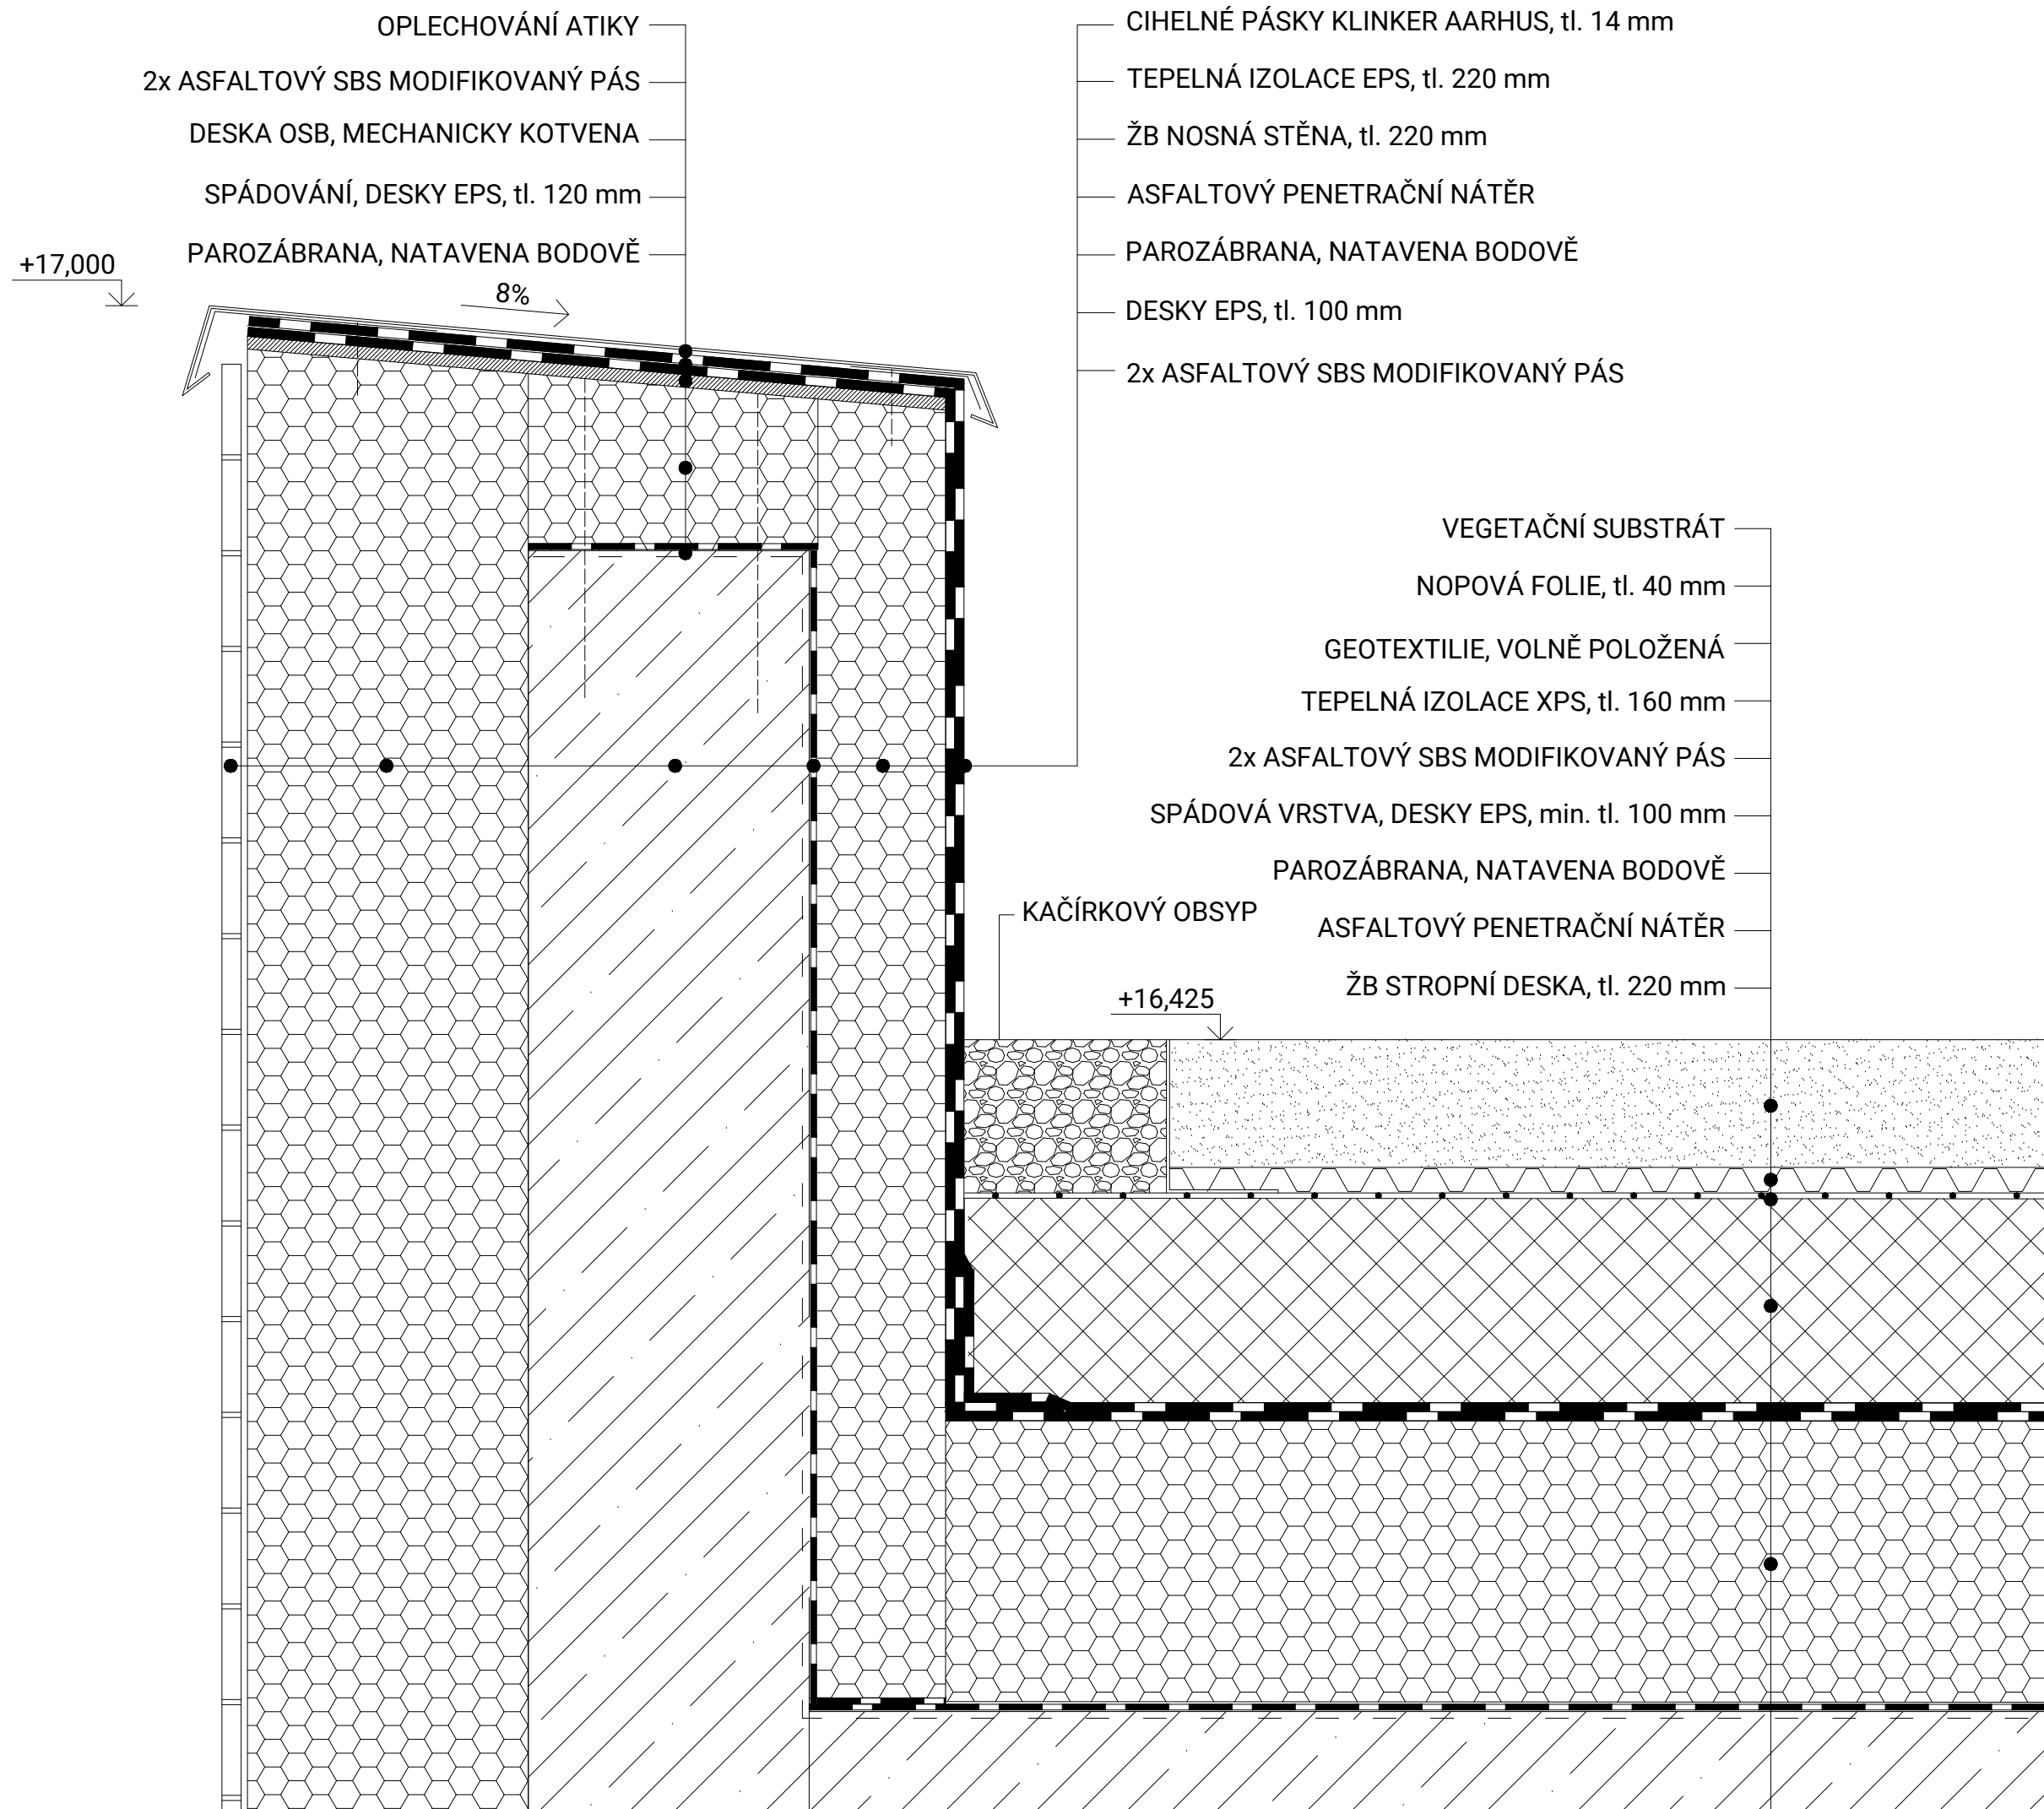 OPLECHOVÁNÍ ATIKY
2x ASFALTOVÝ SBS MODIFIKOVANÝ PÁS
DESKA OSB, MECHANICKY KOTVENA
SPÁDOVÁNÍ, DESKY EPS, tl. 120 mm
PAROZÁBRANA, NATAVENA BODOVĚ
+17,000
8%
CIHELNÉ PÁSKY KLINKER AARHUS, tl. 14 mm
TEPELNÁ IZOLACE EPS, tl. 220 mm
ŽB NOSNÁ STĚNA, tl. 220 mm
ASFALTOVÝ PENETRAČNÍ NÁTĚR
PAROZÁBRANA, NATAVENA BODOVĚ
DESKY EPS, tl. 100 mm
2x ASFALTOVÝ SBS MODIFIKOVANÝ PÁS
VEGETAČNÍ SUBSTRÁT
NOPOVÁ FOLIE, tl. 40 mm
GEOTEXTILIE, VOLNĚ POLOŽENÁ
TEPELNÁ IZOLACE XPS, tl. 160 mm
2x ASFALTOVÝ SBS MODIFIKOVANÝ PÁS
SPÁDOVÁ VRSTVA, DESKY EPS, min. tl. 100 mm
PAROZÁBRANA, NATAVENA BODOVĚ
ASFALTOVÝ PENETRAČNÍ NÁTĚR
ŽB STROPNÍ DESKA, tl. 220 mm
KAČÍRKOVÝ OBSYP
+16,425